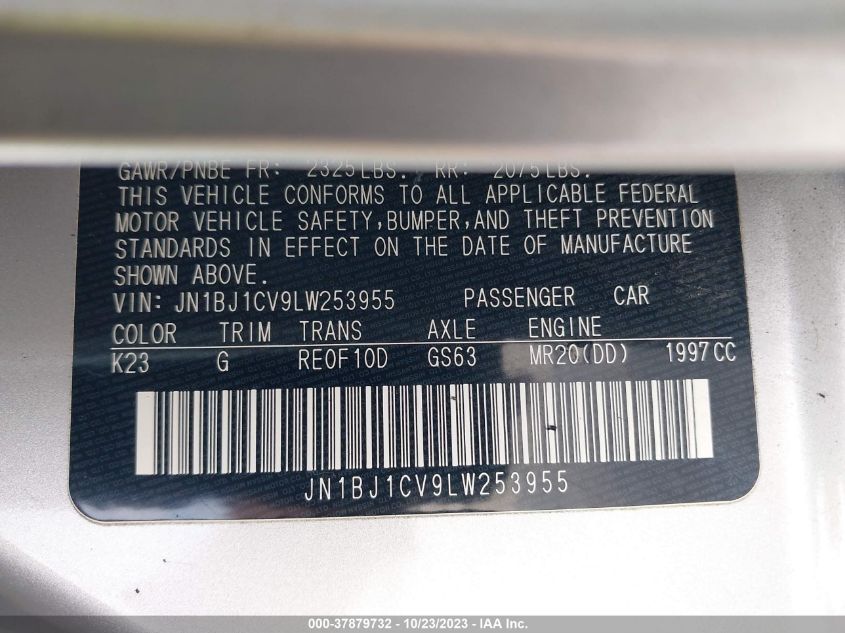 GAWR/PNBE FR: 2325LBS. RR: 2075LBS.
THIS VEHICLE CONFORMS TO ALL APPLICABLE FEDERAL
MOTOR VEHICLE SAFETY,BUMPER,AND THEFT PREVENTION
STANDARDS IN EFFECT ON THE DATE OF MANUFACTURE
SHOWN ABOVE.
VIN: JN1BJ1CV9LW253955 PASSENGER CAR
COLOR TRIM TRANS AXLE ENGINE
K23 G RE0F10D GS63 MR20(DD) 1997CC
JN1BJ1CV9LW253955
000-37879732 - 10/23/2023 - IAA Inc.